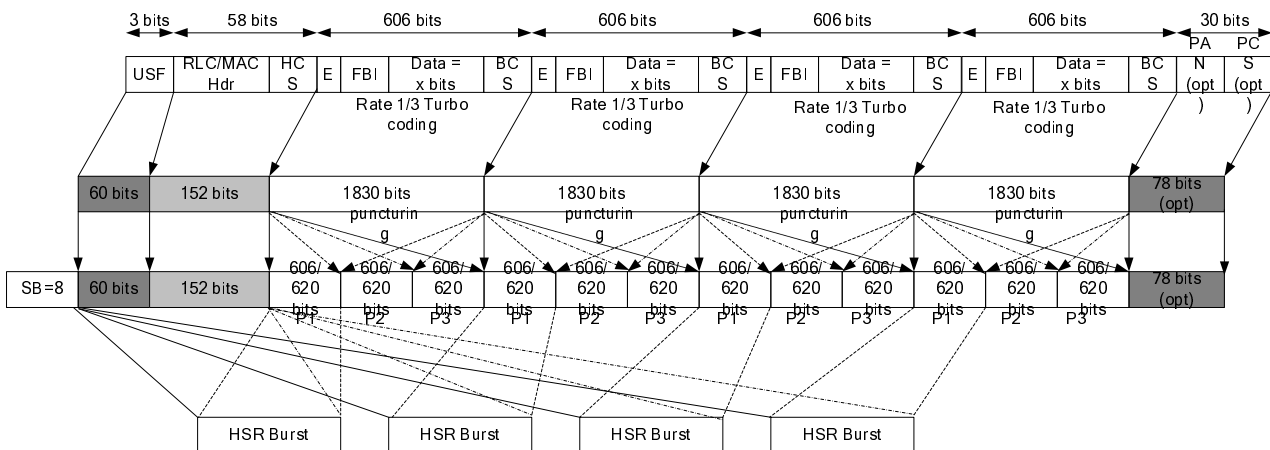 3 bits 58 bits 606 bits 606 bits 606 bits 606 bits 30 bits
USF RLC/MAC Hdr HC S E FBI Data = x bits BC S E FBI Data = x bits BC S E FBI Data = x bits BC S E FBI Data = x bits BC S PA N (opt ) PC S (opt )
Rate 1/3 Turbo coding Rate 1/3 Turbo coding Rate 1/3 Turbo coding Rate 1/3 Turbo coding
60 bits 152 bits 1830 bits 1830 bits 1830 bits 1830 bits 78 bits (opt)
puncturin g puncturin g puncturin g puncturin g
SB=8 60 bits 152 bits 606/ 620 bits 606/ 620 bits 606/ 620 bits 606/ 620 bits 606/ 620 bits 606/ 620 bits 606/ 620 bits 606/ 620 bits 606/ 620 bits 606/ 620 bits 606/ 620 bits 606/ 620 bits 78 bits (opt)
P1 P2 P3 P1 P2 P3 P1 P2 P3 P1 P2 P3
HSR Burst HSR Burst HSR Burst HSR Burst